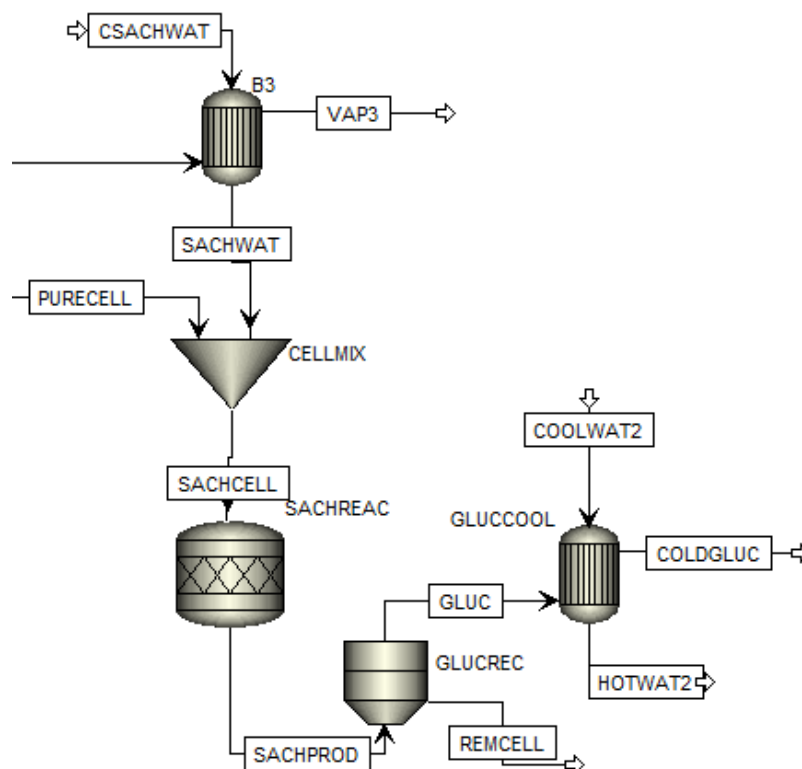 CSACHWAT
B3
VAP3
SACHWAT
PURECELL
CELLMIX
COOLWAT2
SACHCELL
SACHREAC
GLUCCOOL
COLDGLUC
GLUC
GLUCREC
HOTWAT2
REMCELL
SACHPROD